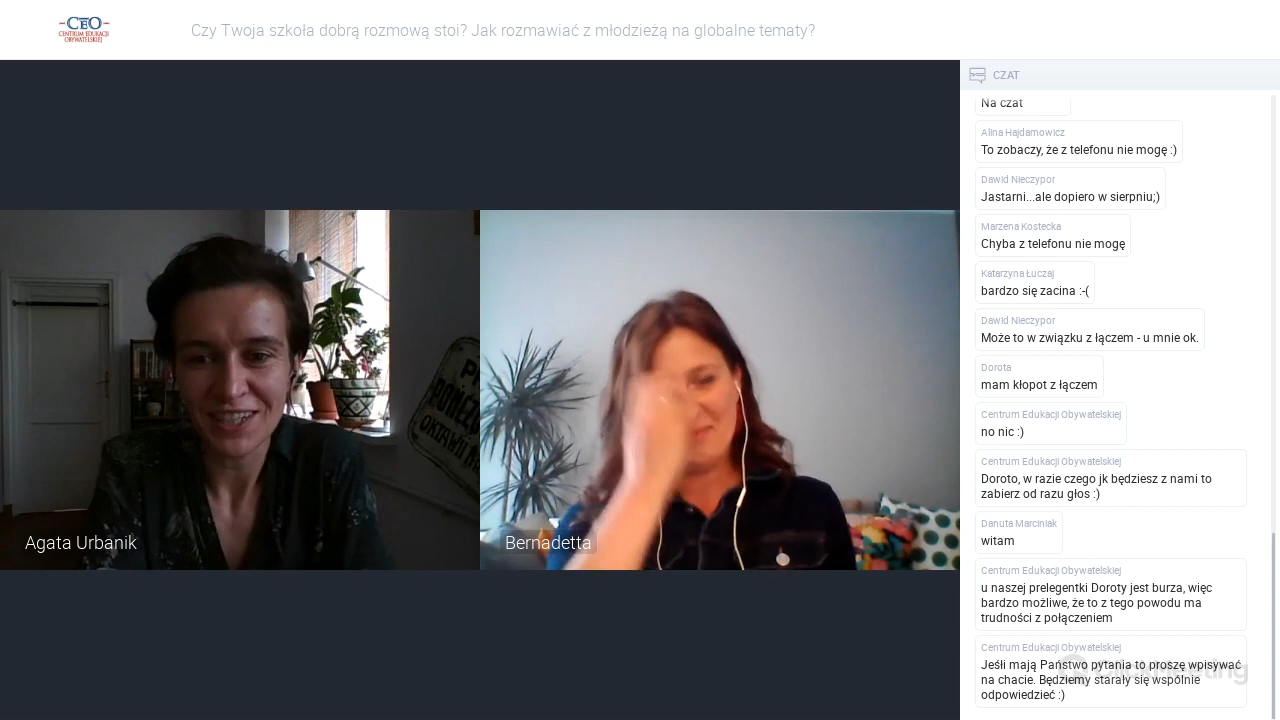 CEO
CENTRUM EDUKACJI
OBYWATELSKIEJ
Czy Twoja szkoła dobrą rozmową stoi? Jak rozmawiać z młodzieżą na globalne tematy?
CZAT
Na czat
Alina Hajdamowicz
To zobaczy, że z telefonu nie mogę :)
Dawid Nieczypor
Jastarni...ale dopiero w sierpniu;)
Marzena Kostecka
Chyba z telefonu nie mogę
Katarzyna Łuczaj
bardzo się zacina :-(
Dawid Nieczypor
Może to w związku z łączem - u mnie ok.
Dorota
mam kłopot z łączem
Centrum Edukacji Obywatelskiej
no nic :)
Centrum Edukacji Obywatelskiej
Doroto, w razie czego jk będziesz z nami to
zabierz od razu głos :)
Danuta Marciniak
witam
Centrum Edukacji Obywatelskiej
u naszej prelegentki Doroty jest burza, więc
bardzo możliwe, że to z tego powodu ma
trudności z połączeniem
Centrum Edukacji Obywatelskiej
Jeśli mają Państwo pytania to proszę wpisywać
na chacie. Będziemy starały się wspólnie
odpowiedzieć :)
ClickMeeting
Agata Urbanik
Bernadetta